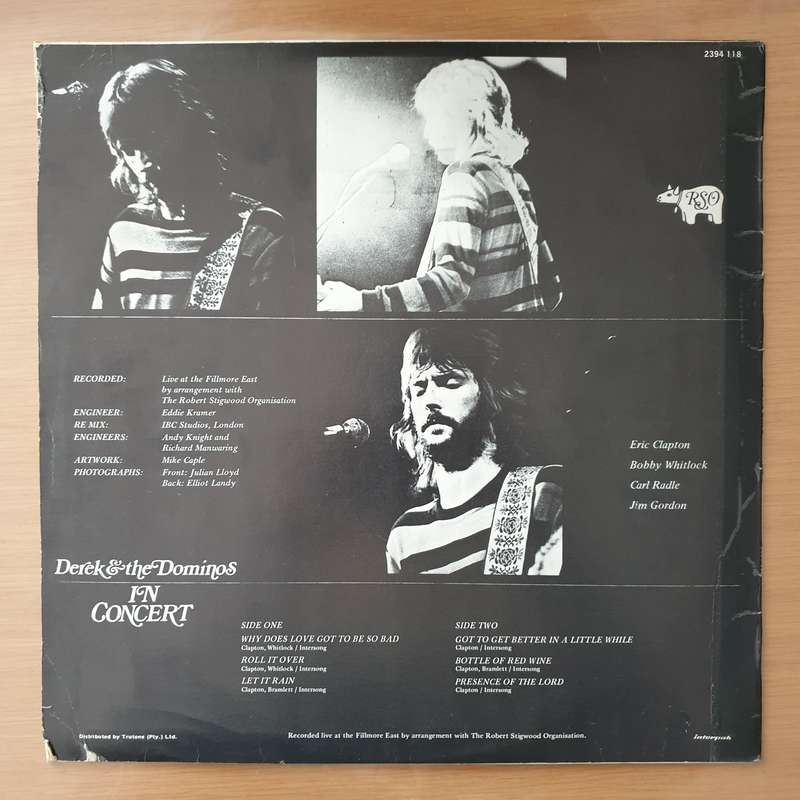 2394 118
RSO
RECORDED: Live at the Fillmore East
by arrangement with
The Robert Stigwood Organisation
ENGINEER: Eddie Kramer
RE MIX: IBC Studios, London
ENGINEERS: Andy Knight and
Richard Manwaring
ARTWORK: Mike Caple
PHOTOGRAPHS: Front: Julian Lloyd
Back: Elliot Landy
Eric Clapton
Bobby Whitlock
Carl Radle
Jim Gordon
Derek & the Dominos
IN
CONCERT
SIDE ONE
WHY DOES LOVE GOT TO BE SO BAD
Clapton, Whitlock / Intersong
ROLL IT OVER
Clapton, Whitlock / Intersong
LET IT RAIN
Clapton, Bramlett / Intersong
SIDE TWO
GOT TO GET BETTER IN A LITTLE WHILE
Clapton / Intersong
BOTTLE OF RED WINE
Clapton, Bramlett / Intersong
PRESENCE OF THE LORD
Clapton / Intersong
Distributed by Trutone (Pty.) Ltd.
Recorded live at the Fillmore East by arrangement with The Robert Stigwood Organisation.
interpak